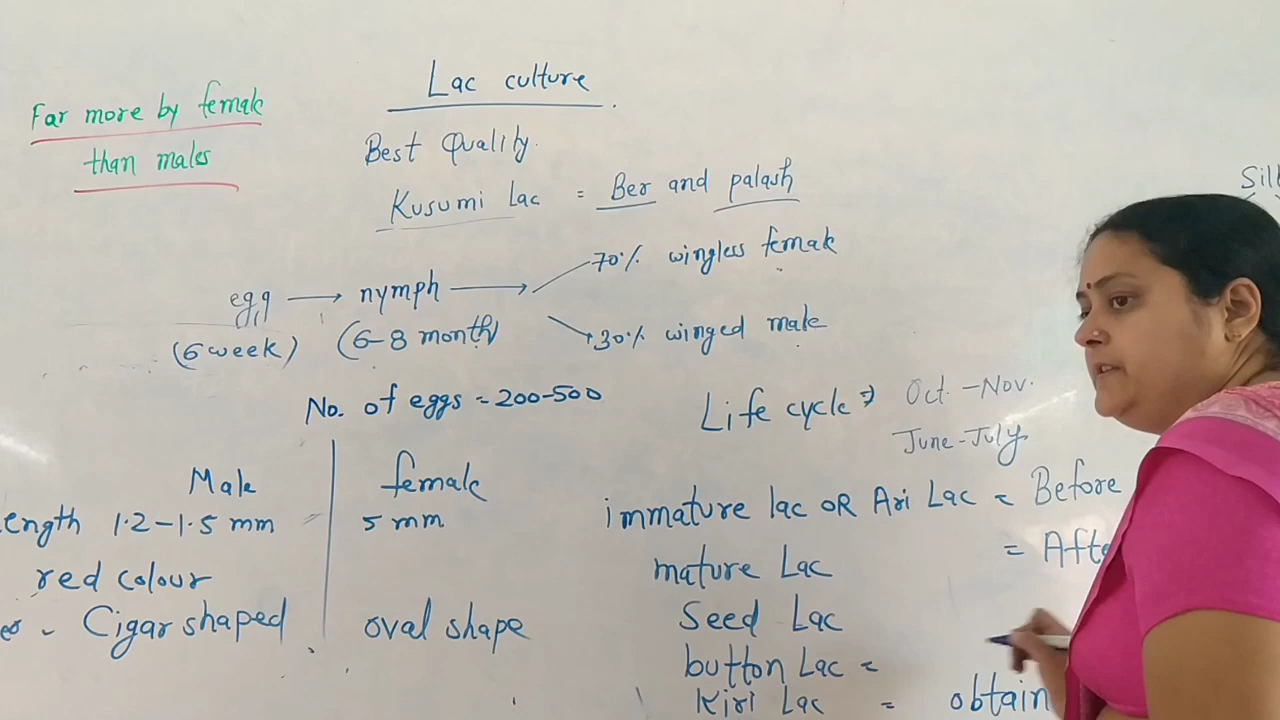 Far more by female
than males
Lac culture
Best Quality.
Kusumi Lac = Ber and palash
egg → nymph → 70% wingless female
30% winged male
(6 week) (6-8 month)
No. of eggs = 200-500
Life cycle ⇒ Oct. - Nov.
June-July
Male female
Length 1.2-1.5 mm 5 mm
red colour
Cigar shaped oval shape
immature lac OR Ari Lac = Before
mature Lac =
Seed Lac
button Lac =
Kiri Lac = obtain